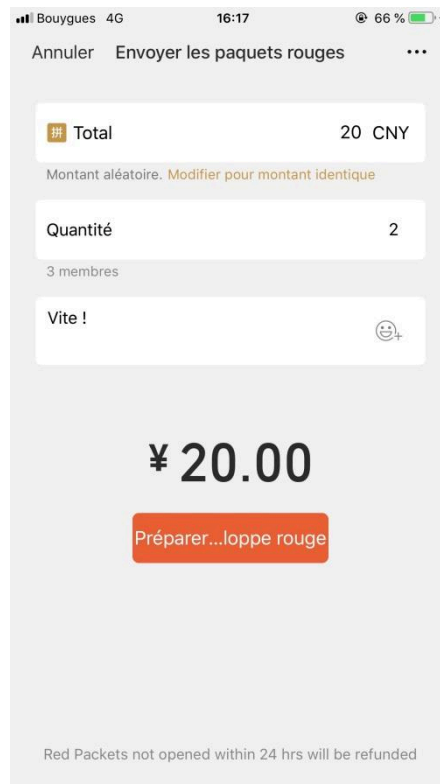 Bouygues 4G 16:17 66 %
Annuler Envoyer les paquets rouges
拼 Total 20 CNY
Montant aléatoire. Modifier pour montant identique
Quantité 2
3 membres
Vite !
¥ 20.00
Préparer...loppe rouge
Red Packets not opened within 24 hrs will be refunded